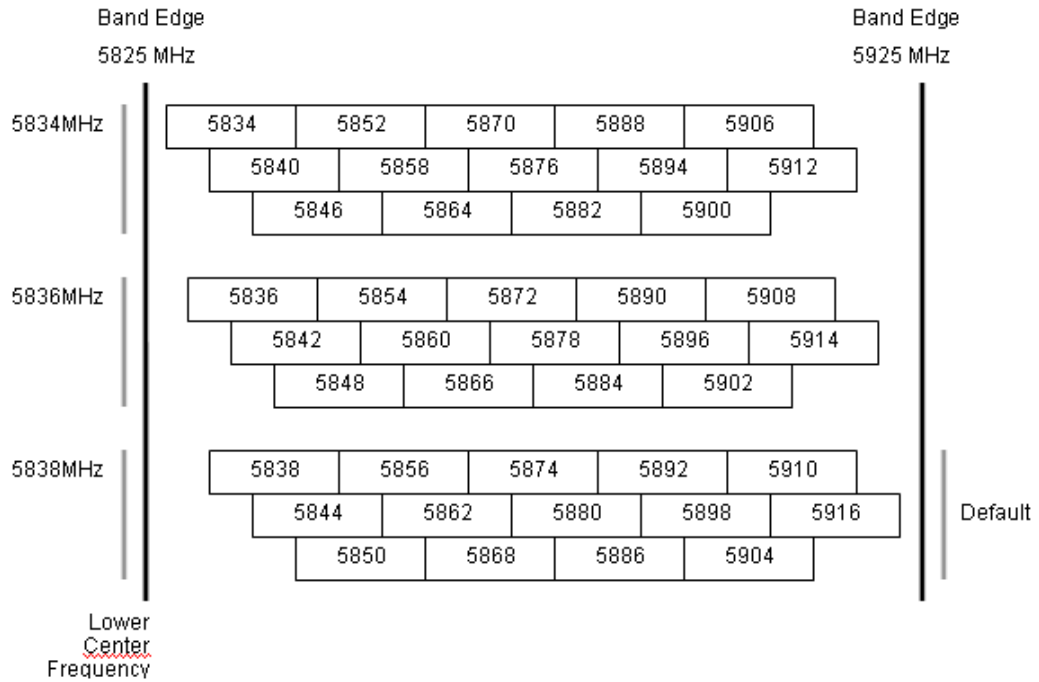 Band Edge Band Edge
5825 MHz 5925 MHz
5834MHz 5834 5852 5870 5888 5906
5840 5858 5876 5894 5912
5846 5864 5882 5900
5836MHz 5836 5854 5872 5890 5908
5842 5860 5878 5896 5914
5848 5866 5884 5902
5838MHz 5838 5856 5874 5892 5910
5844 5862 5880 5898 5916 Default
5850 5868 5886 5904
Lower
Center
Frequency